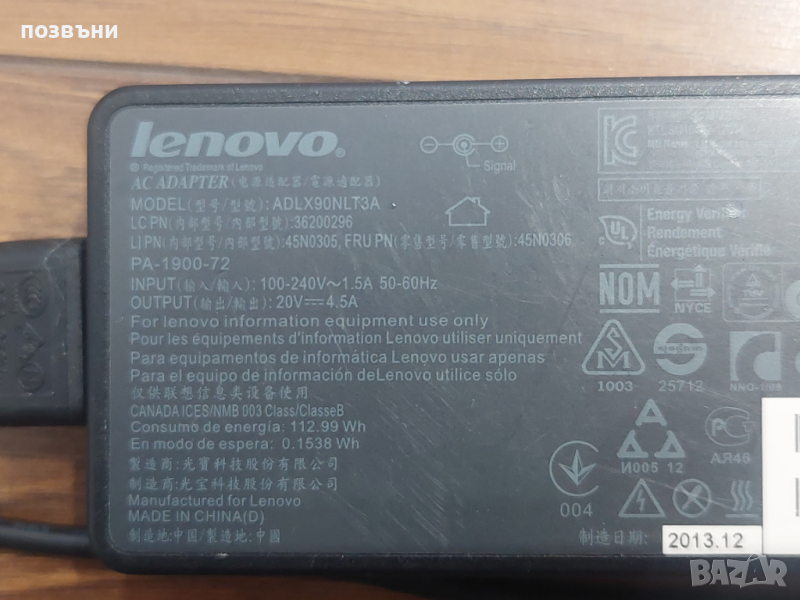 позвъни
lenovo®
® Registered Trademark of Lenovo
AC ADAPTER (电源适配器/電源適配器)
MODEL(型号/型號): ADLX90NLT3A
LC PN(内部型号/內部型號):36200296
LI PN(内部型号/內部型號):45N0305, FRU PN(零售型号/零售型號):45N0306
PA-1900-72
INPUT(输入/輸入): 100-240V~1.5A 50-60Hz
OUTPUT(输出/輸出): 20V⎓4.5A
For lenovo information equipment use only
Pour les équipements d'information Lenovo utiliser uniquement
Para equipamentos de informática Lenovo usar apenas
Para el equipo de información deLenovo utilice sólo
仅供联想信息类设备使用
CANADA ICES/NMB 003 Class/ClasseB
Consumo de energía: 112.99 Wh
En modo de espera: 0.1538 Wh
製造商:光寶科技股份有限公司
制造商:光宝科技股份有限公司
Manufactured for Lenovo
MADE IN CHINA(D)
制造地:中国/製造地:中國
Signal
Energy Verified
Rendement
Énergétique Vérifié
UL
NOM
NYCE
1003
25712
И005 12
АЯ46
004
制造日期:
2013.12
BAZAR